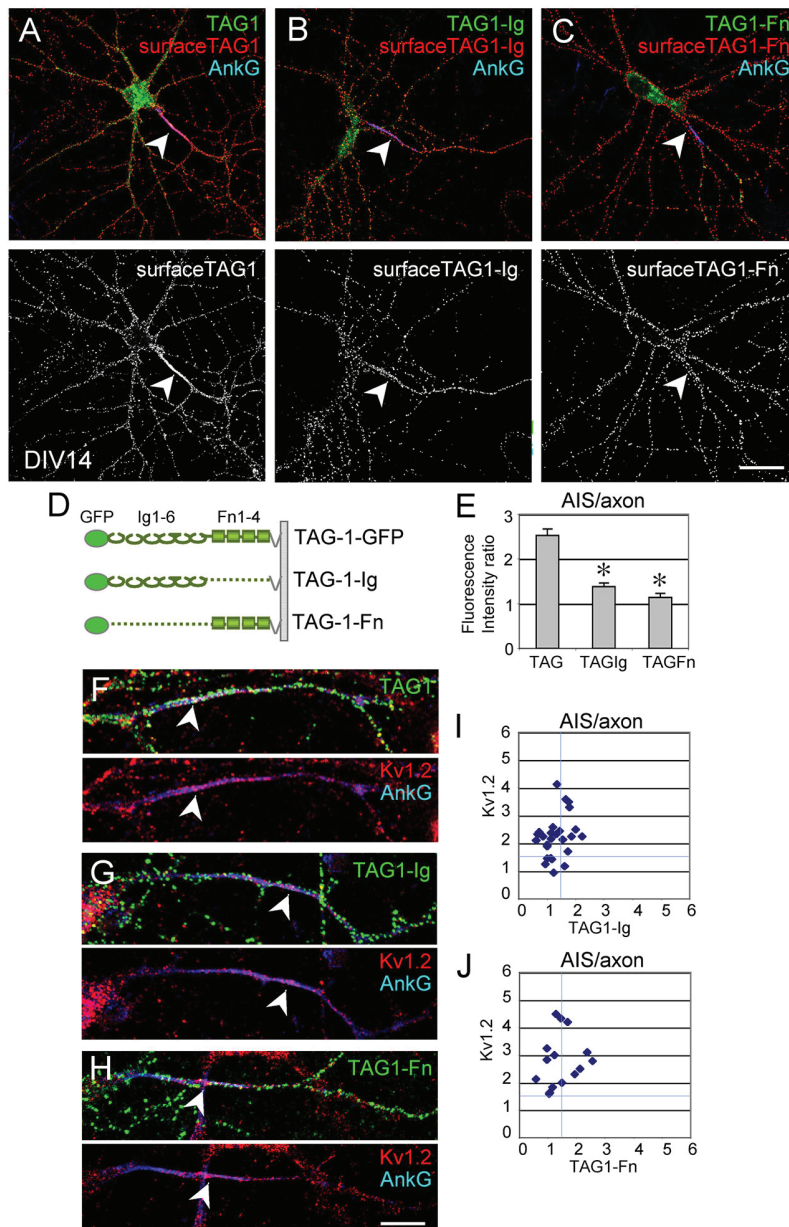 A
TAG1
surfaceTAG1
AnkG
B
TAG1-Ig
surfaceTAG1-Ig
AnkG
C
TAG1-Fn
surfaceTAG1-Fn
AnkG
surfaceTAG1
DIV14
surfaceTAG1-Ig
surfaceTAG1-Fn
D
GFP Ig1-6 Fn1-4
TAG-1-GFP
TAG-1-Ig
TAG-1-Fn
E
AIS/axon
Fluorescence
Intensity ratio
3
2
1
0
* *
TAG TAGIg TAGFn
F
TAG1
Kv1.2
AnkG
G
TAG1-Ig
Kv1.2
AnkG
H
TAG1-Fn
Kv1.2
AnkG
I
AIS/axon
Kv1.2
6
5
4
3
2
1
0
0 1 2 3 4 5 6
TAG1-Ig
J
AIS/axon
Kv1.2
6
5
4
3
2
1
0
0 1 2 3 4 5 6
TAG1-Fn